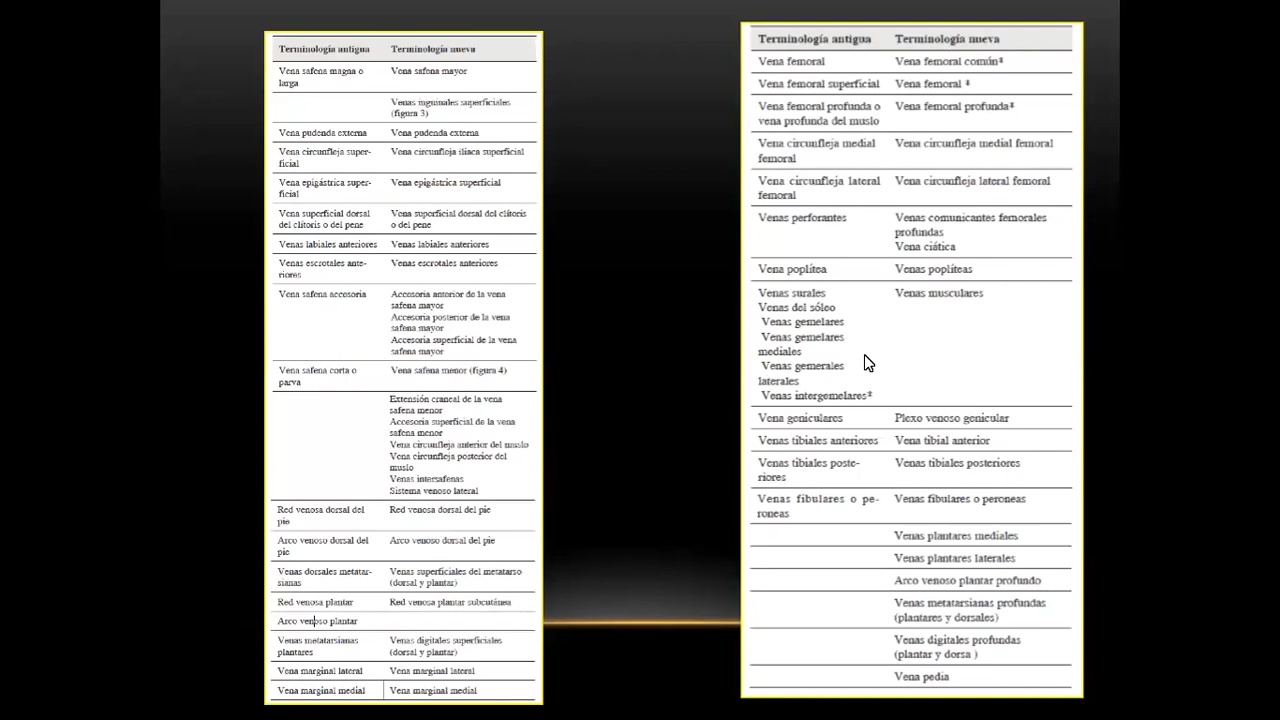 Terminología antigua Terminología nueva
Vena safena magna o Vena safena mayor
larga
Venas inguinales superficiales
(figura 3)
Vena pudenda externa Vena pudenda externa
Vena circunfleja super- Vena circunfleja iliaca superficial
ficial
Vena epigástrica super- Vena epigástrica superficial
ficial
Vena superficial dorsal Vena superficial dorsal del clítoris
del clítoris o del pene o del pene
Venas labiales anteriores Venas labiales anteriores
Venas escrotales ante- Venas escrotales anteriores
riores
Vena safena accesoria Accesoria anterior de la vena
safena mayor
Accesoria posterior de la vena
safena mayor
Accesoria superficial de la vena
safena mayor
Vena safena corta o Vena safena menor (figura 4)
parva
Extensión craneal de la vena
safena menor
Accesoria superficial de la vena
safena menor
Vena circunfleja anterior del muslo
Vena circunfleja posterior del
muslo
Venas intersafenas
Sistema venoso lateral
Red venosa dorsal del Red venosa dorsal del pie
pie
Arco venoso dorsal del Arco venoso dorsal del pie
pie
Venas dorsales metatar- Venas superficiales del metatarso
sianas (dorsal y plantar)
Red venosa plantar Red venosa plantar subcutánea
Arco venoso plantar
Venas metatarsianas Venas digitales superficiales
plantares (dorsal y plantar)
Vena marginal lateral Vena marginal lateral
Vena marginal medial Vena marginal medial
Terminología antigua Terminología nueva
Vena femoral Vena femoral común*
Vena femoral superficial Vena femoral *
Vena femoral profunda o Vena femoral profunda*
vena profunda del muslo
Vena circunfleja medial Vena circunfleja medial femoral
femoral
Vena circunfleja lateral Vena circunfleja lateral femoral
femoral
Venas perforantes Venas comunicantes femorales
profundas
Vena ciática
Vena poplítea Venas poplíteas
Venas surales Venas musculares
Venas del sóleo
Venas gemelares
Venas gemelares
mediales
Venas gemerales
laterales
Venas intergemelares*
Vena geniculares Plexo venoso genicular
Venas tibiales anteriores Vena tibial anterior
Venas tibiales poste- Venas tibiales posteriores
riores
Venas fibulares o pe- Venas fibulares o peroneas
roneas
Venas plantares mediales
Venas plantares laterales
Arco venoso plantar profundo
Venas metatarsianas profundas
(plantares y dorsales)
Venas digitales profundas
(plantar y dorsa )
Vena pedia